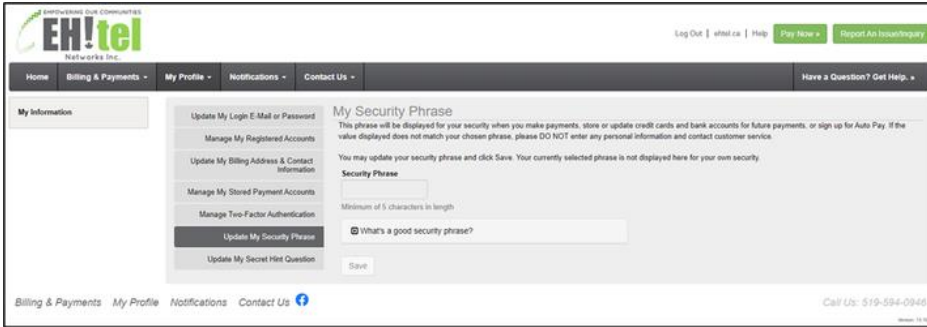 EMPOWERING OUR COMMUNITIES
EH!tel
Networks Inc.
Log Out | ehtel.ca | Help Pay Now » Report An Issue/Inquiry
Home Billing & Payments My Profile Notifications Contact Us Have a Question? Get Help. »
My Information
Update My Login E-Mail or Password
Manage My Registered Accounts
Update My Billing Address & Contact
Information
Manage My Stored Payment Accounts
Manage Two-Factor Authentication
Update My Security Phrase
Update My Secret Hint Question
My Security Phrase
This phrase will be displayed for your security when you make payments, store or update credit cards and bank accounts for future payments, or sign up for Auto Pay. If the
value displayed does not match your chosen phrase, please DO NOT enter any personal information and contact customer service.
You may update your security phrase and click Save. Your currently selected phrase is not displayed here for your own security.
Security Phrase
Minimum of 5 characters in length
What's a good security phrase?
Save
Billing & Payments My Profile Notifications Contact Us
Call Us: 519-594-0946